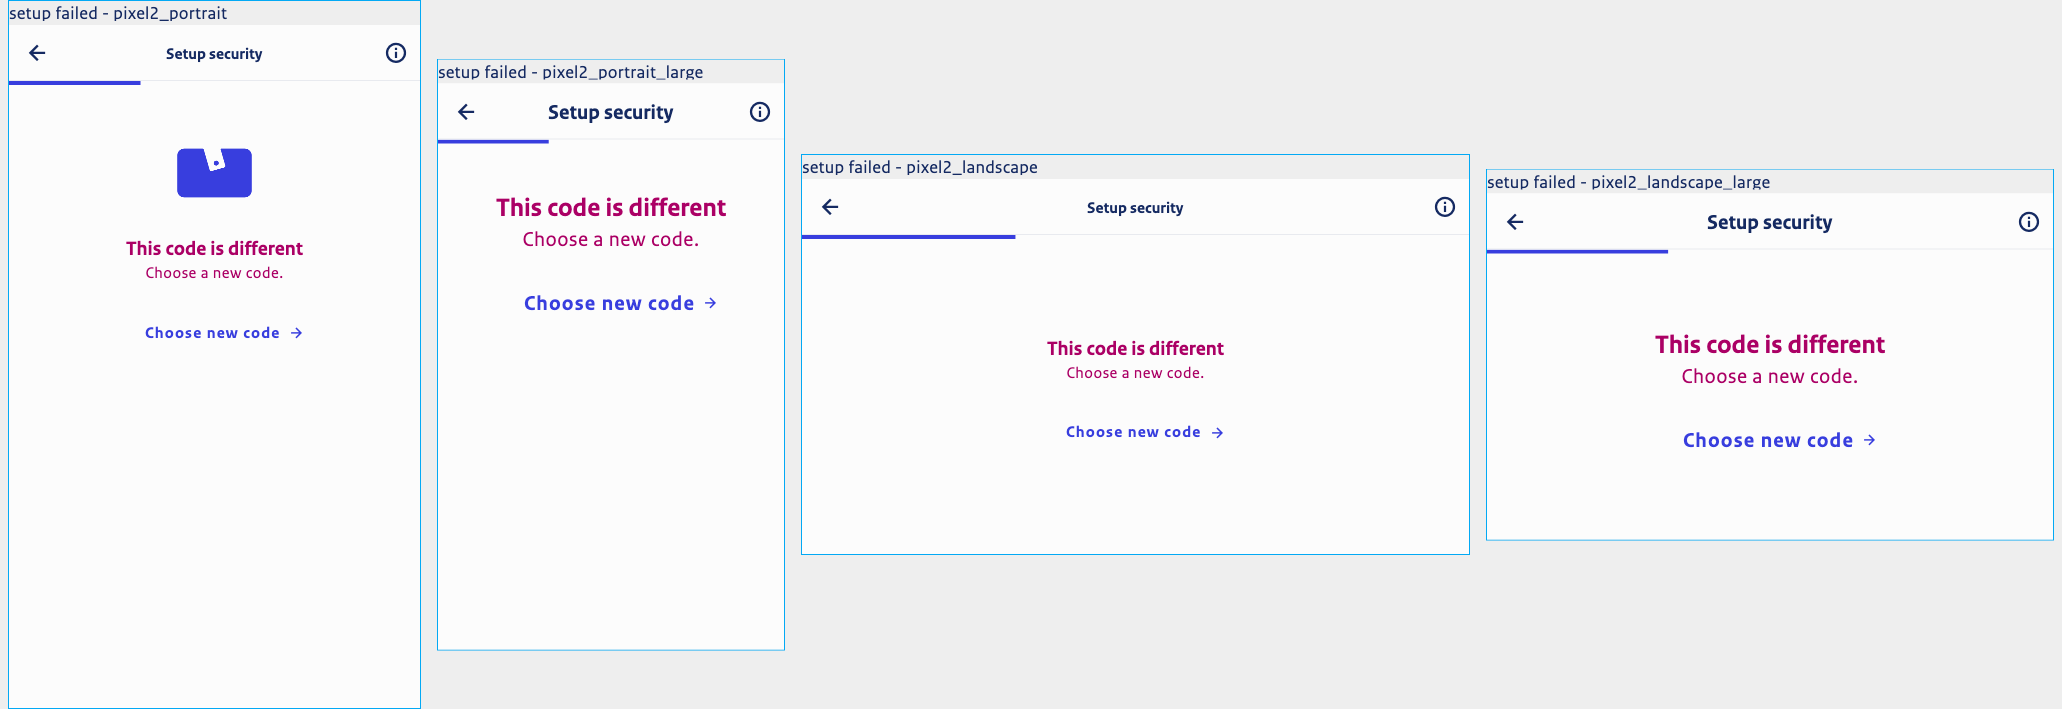 setup failed - pixel2_portrait
Setup security
This code is different
Choose a new code.
Choose new code
setup failed - pixel2_portrait_large
Setup security
This code is different
Choose a new code.
Choose new code
setup failed - pixel2_landscape
Setup security
This code is different
Choose a new code.
Choose new code
setup failed - pixel2_landscape_large
Setup security
This code is different
Choose a new code.
Choose new code